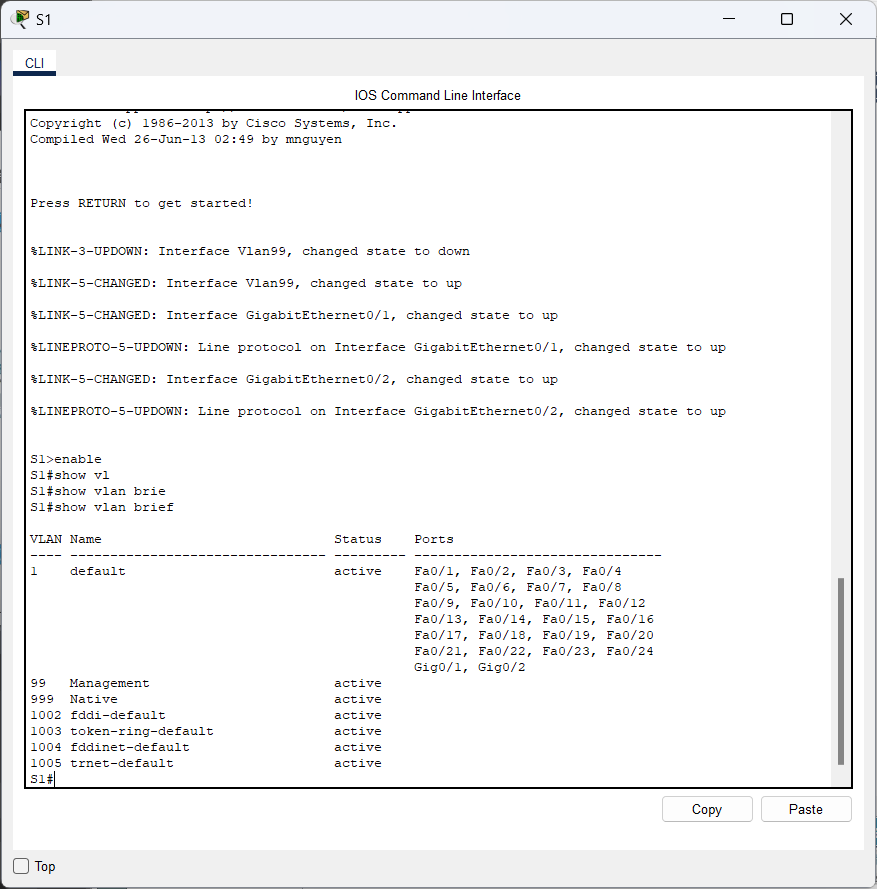 S1
CLI
IOS Command Line Interface
Copyright (c) 1986-2013 by Cisco Systems, Inc.
Compiled Wed 26-Jun-13 02:49 by mnguyen
Press RETURN to get started!
%LINK-3-UPDOWN: Interface Vlan99, changed state to down
%LINK-5-CHANGED: Interface Vlan99, changed state to up
%LINK-5-CHANGED: Interface GigabitEthernet0/1, changed state to up
%LINEPROTO-5-UPDOWN: Line protocol on Interface GigabitEthernet0/1, changed state to up
%LINK-5-CHANGED: Interface GigabitEthernet0/2, changed state to up
%LINEPROTO-5-UPDOWN: Line protocol on Interface GigabitEthernet0/2, changed state to up
S1>enable
S1#show vl
S1#show vlan brie
S1#show vlan brief
VLAN Name                             Status    Ports
---- -------------------------------- --------- -------------------------------
1    default                          active    Fa0/1, Fa0/2, Fa0/3, Fa0/4
                                                Fa0/5, Fa0/6, Fa0/7, Fa0/8
                                                Fa0/9, Fa0/10, Fa0/11, Fa0/12
                                                Fa0/13, Fa0/14, Fa0/15, Fa0/16
                                                Fa0/17, Fa0/18, Fa0/19, Fa0/20
                                                Fa0/21, Fa0/22, Fa0/23, Fa0/24
                                                Gig0/1, Gig0/2
99   Management                       active
999  Native                           active
1002 fddi-default                     active
1003 token-ring-default               active
1004 fddinet-default                  active
1005 trnet-default                    active
S1#
Copy Paste
Top